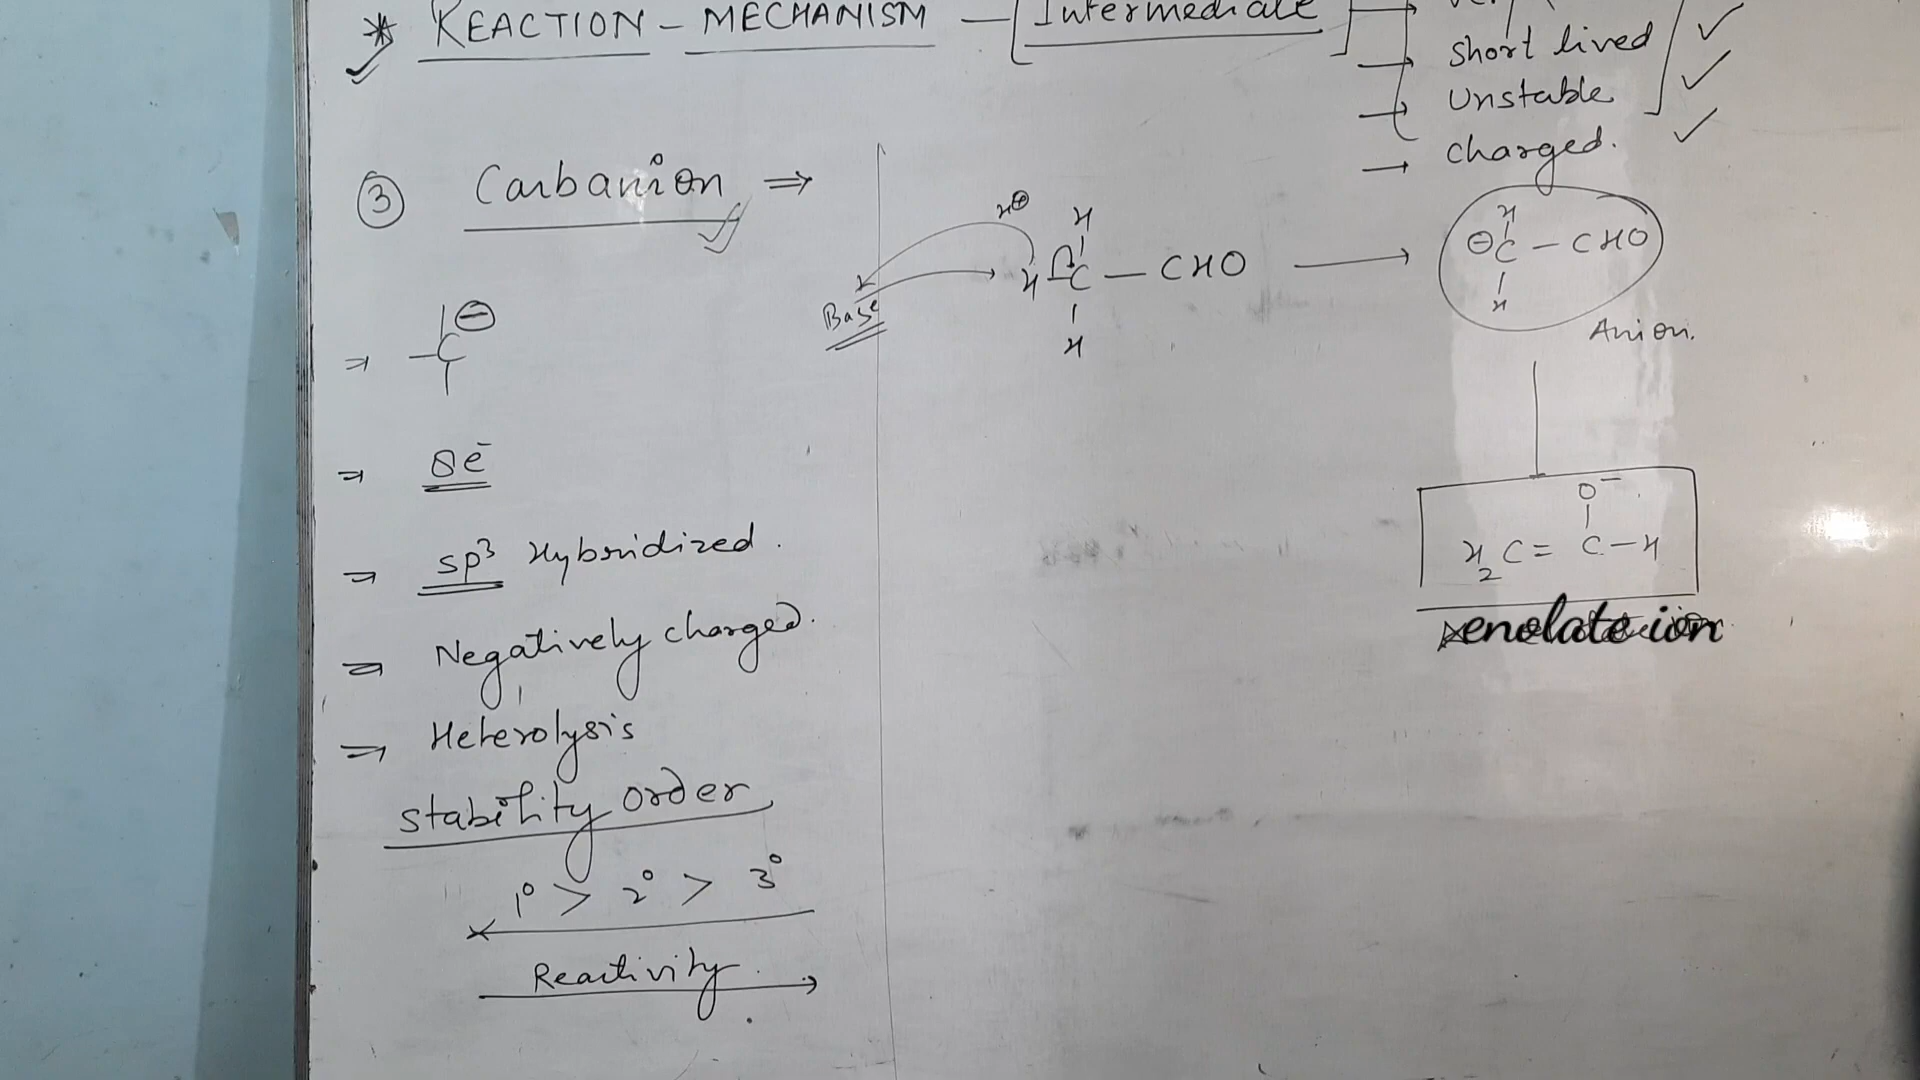 * REACTION - MECHANISM - [Intermediate]
→ short lived ✓
→ Unstable ✓
→ charged. ✓
③ Carbanion ⇒
⇒ -C⊖
⇒ 8e⁻
⇒ sp³ Hybridized.
⇒ Negatively charged.
⇒ Heterolysis
Stability order
1° > 2° > 3°
Reactivity.
H⊕
H
H C — CHO →
H
Base
H
⊖C — CHO
H
Anion.
O⁻
H₂C = C-H
enolate ion